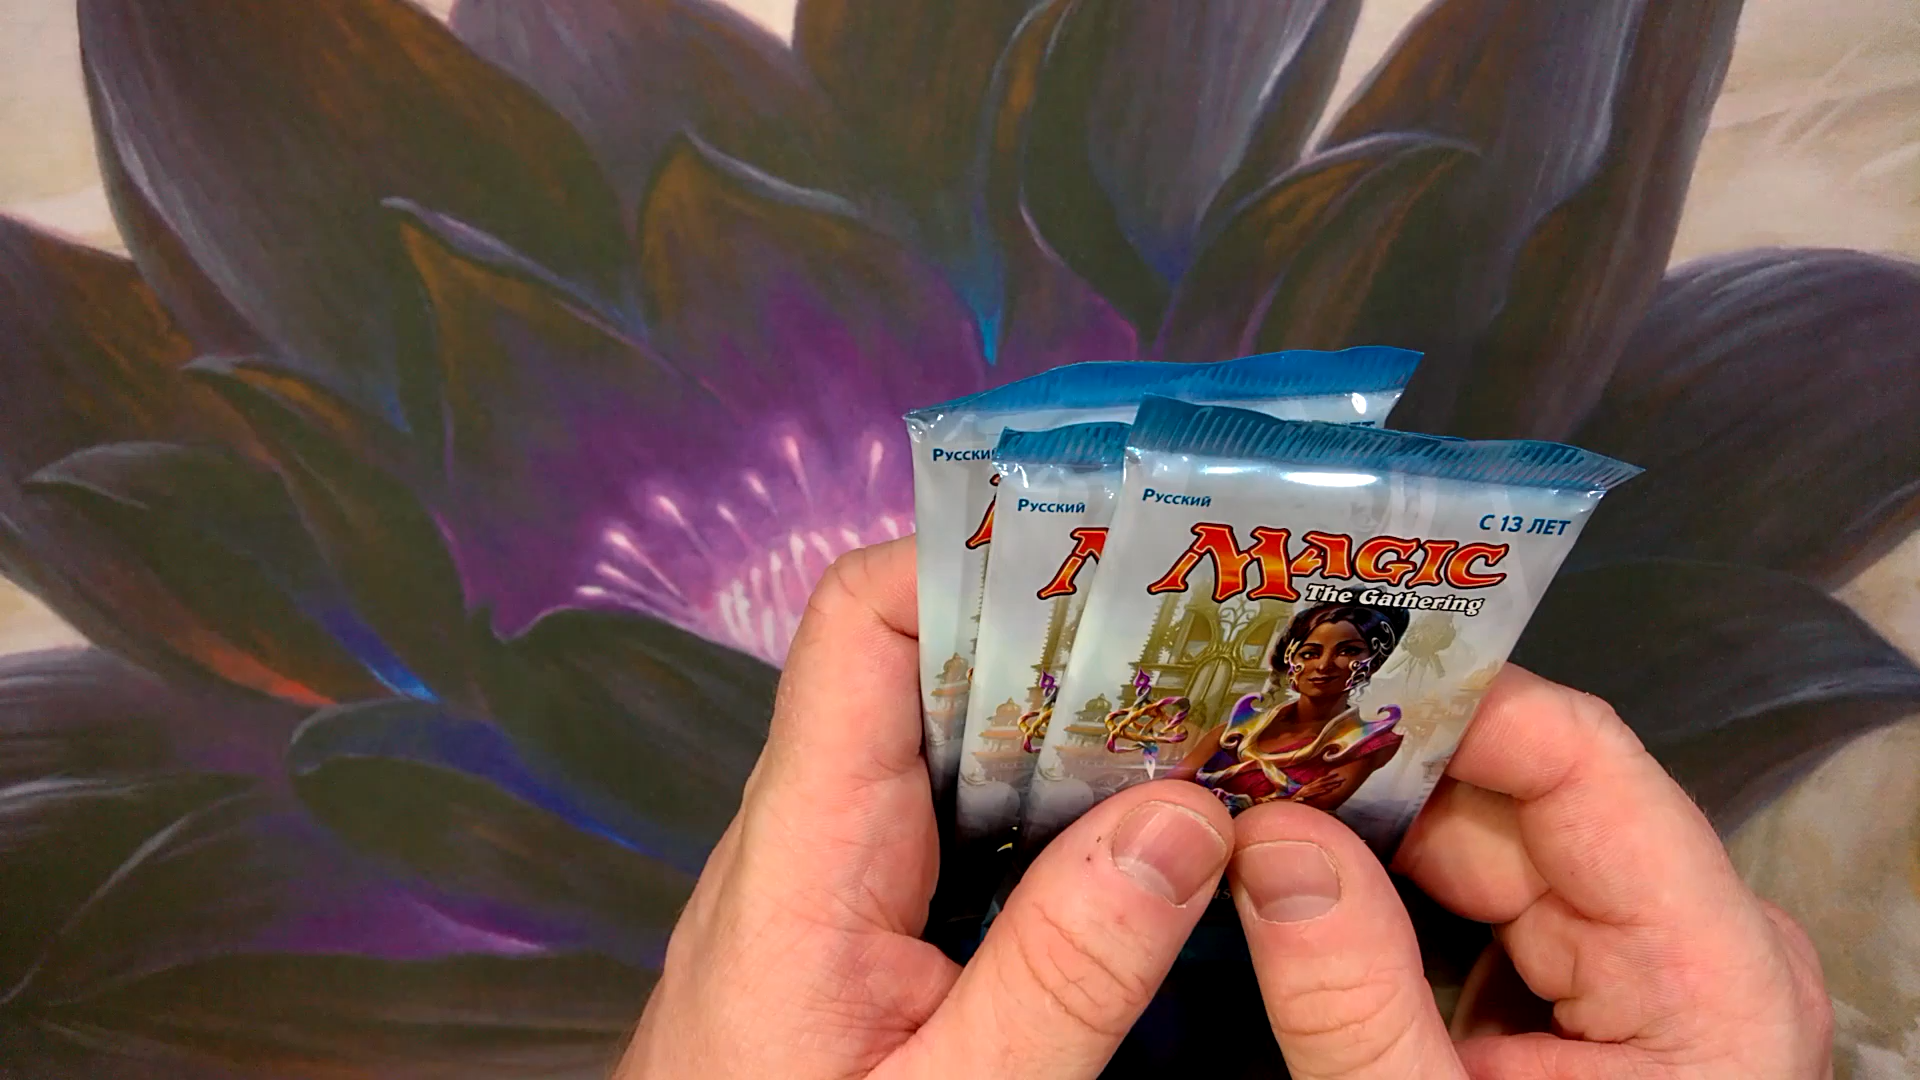 Русский
Русский
Русский
С 13 ЛЕТ
MAGIC
The Gathering